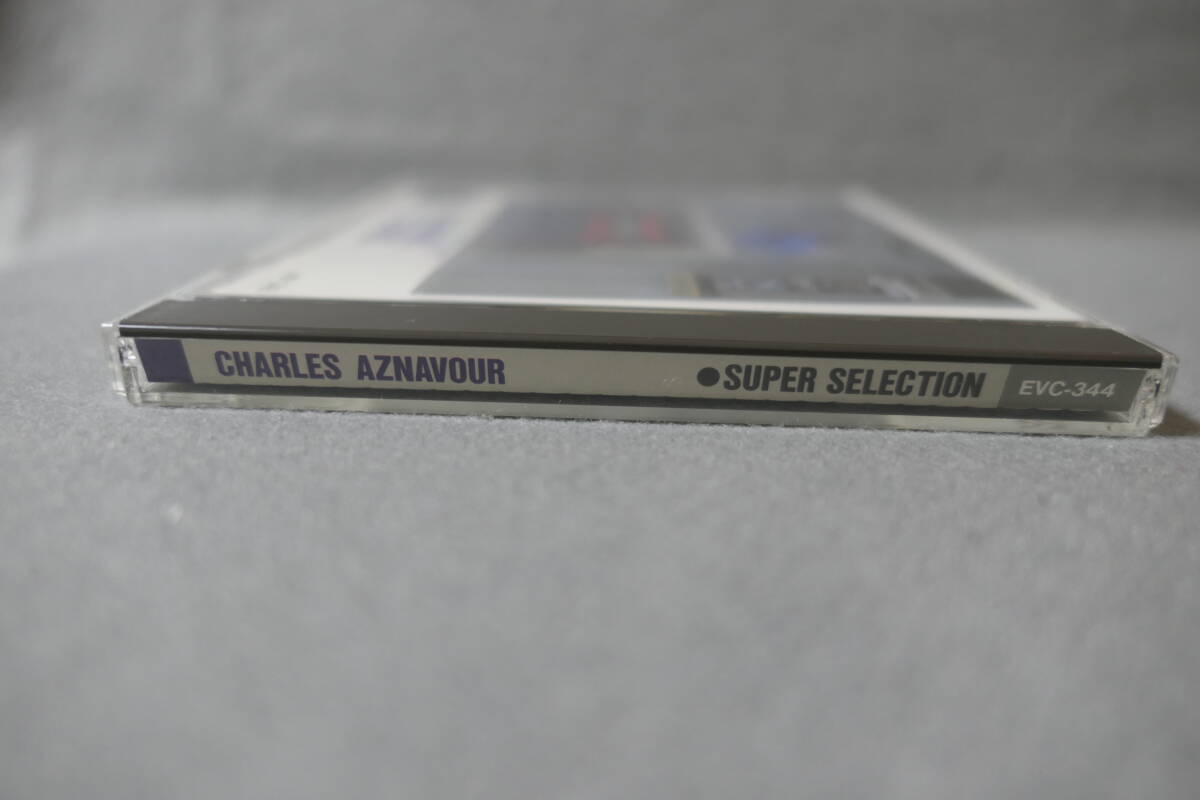 CHARLES AZNAVOUR ●SUPER SELECTION EVC-344